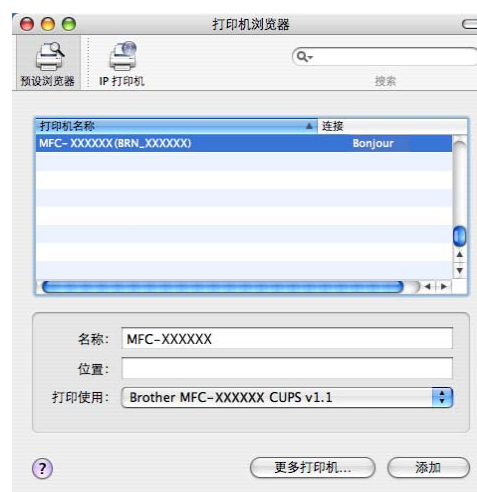 打印机浏览器
预设浏览器 IP 打印机 搜索
打印机名称 连接
MFC- XXXXXX (BRN_XXXXXX) Bonjour
名称: MFC-XXXXXX
位置:
打印使用: Brother MFC-XXXXXX CUPS v1.1
? 更多打印机... 添加